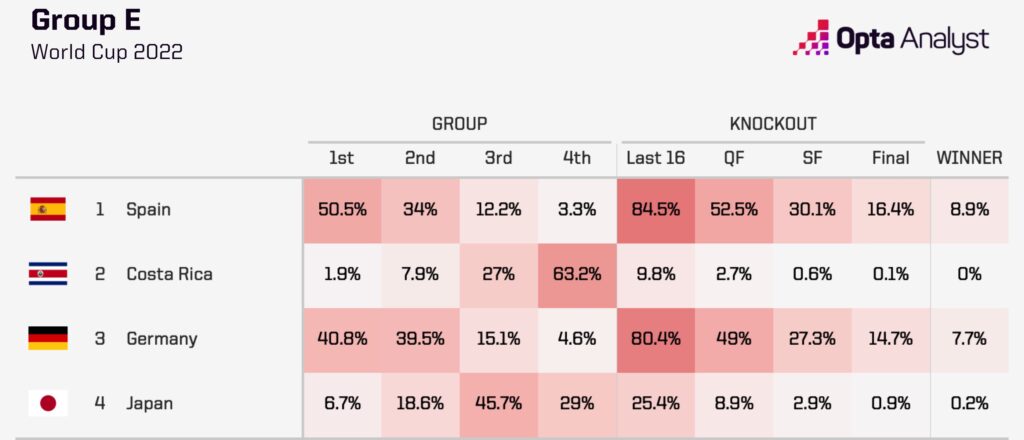 Group E
World Cup 2022
Opta Analyst
GROUP KNOCKOUT
1st 2nd 3rd 4th Last 16 QF SF Final WINNER
1 Spain 50.5% 34% 12.2% 3.3% 84.5% 52.5% 30.1% 16.4% 8.9%
2 Costa Rica 1.9% 7.9% 27% 63.2% 9.8% 2.7% 0.6% 0.1% 0%
3 Germany 40.8% 39.5% 15.1% 4.6% 80.4% 49% 27.3% 14.7% 7.7%
4 Japan 6.7% 18.6% 45.7% 29% 25.4% 8.9% 2.9% 0.9% 0.2%